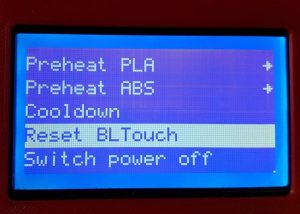 Preheat PLA →
Preheat ABS →
Cooldown
Reset BLTouch
Switch power off